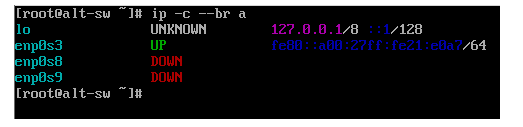 [root@alt-sw ~]# ip -c --br a
lo UNKNOWN 127.0.0.1/8 ::1/128
enp0s3 UP fe80::a00:27ff:fe21:e8a7/64
enp0s8 DOWN
enp0s9 DOWN
[root@alt-sw ~]#